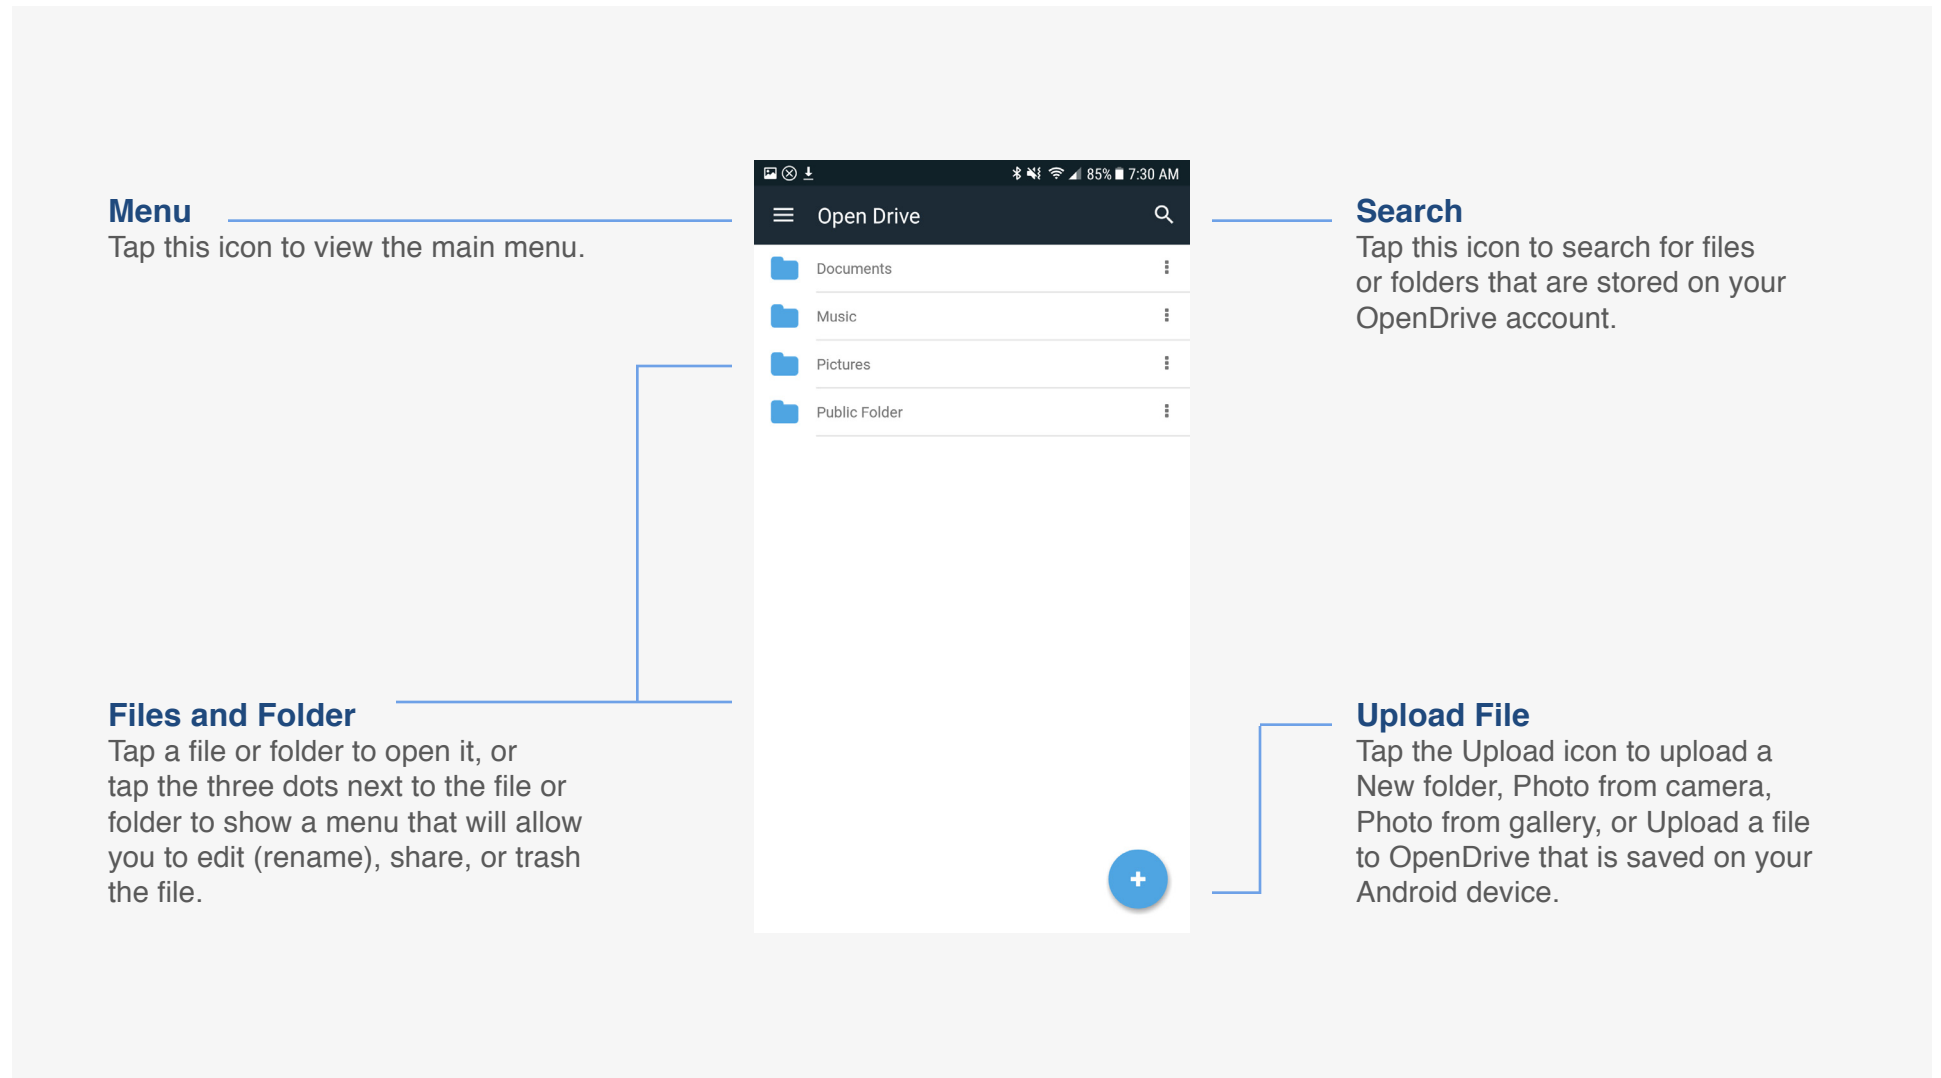 Menu
Tap this icon to view the main menu.
Files and Folder
Tap a file or folder to open it, or
tap the three dots next to the file or
folder to show a menu that will allow
you to edit (rename), share, or trash
the file.
85% 7:30 AM
Open Drive
Documents
Music
Pictures
Public Folder
Search
Tap this icon to search for files
or folders that are stored on your
OpenDrive account.
Upload File
Tap the Upload icon to upload a
New folder, Photo from camera,
Photo from gallery, or Upload a file
to OpenDrive that is saved on your
Android device.